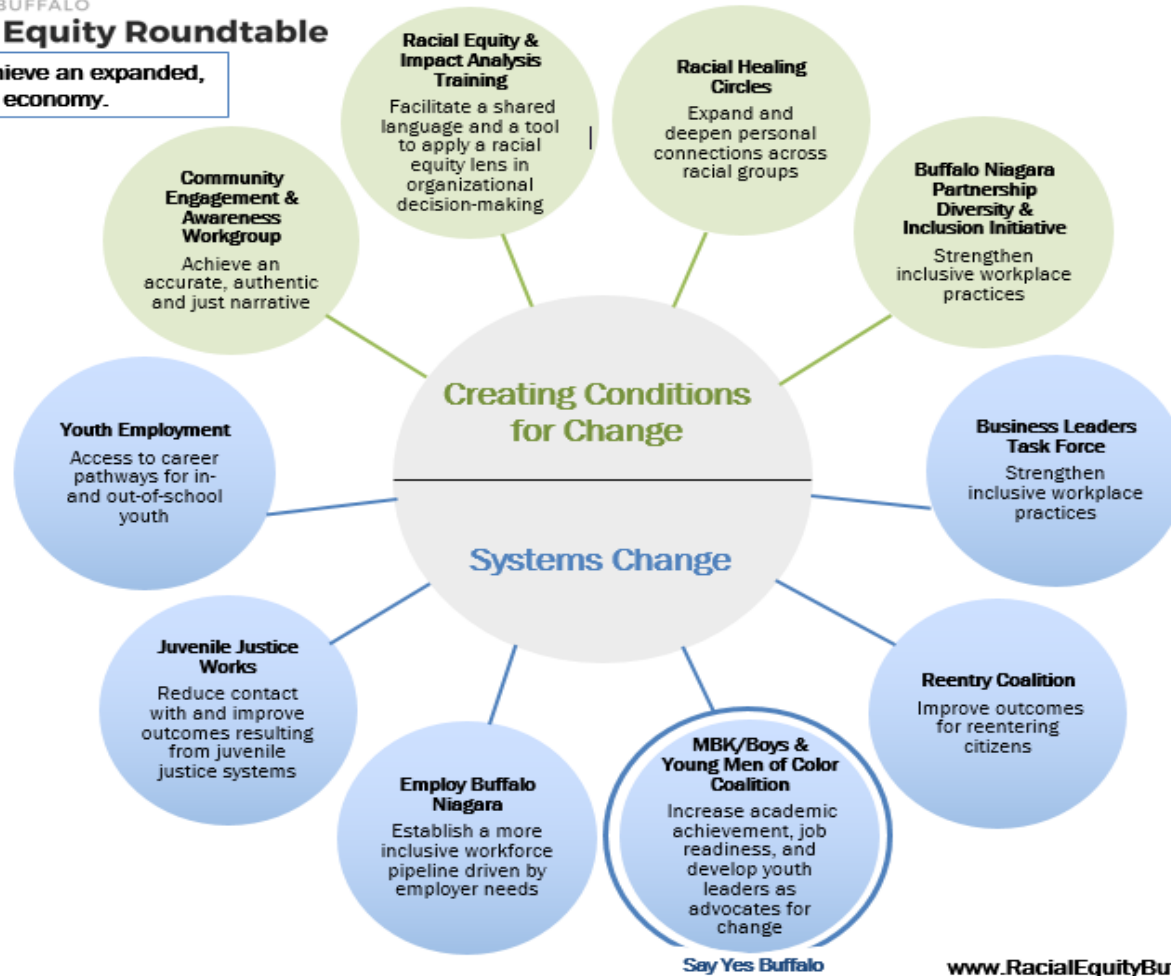 BUFFALO
Equity Roundtable
hieve an expanded,
economy.
Racial Equity &
Impact Analysis
Training
Facilitate a shared
language and a tool
to apply a racial
equity lens in
organizational
decision-making
Racial Healing
Circles
Expand and
deepen personal
connections across
racial groups
Community
Engagement &
Awareness
Workgroup
Achieve an
accurate, authentic
and just narrative
Buffalo Niagara
Partnership
Diversity &
Inclusion Initiative
Strengthen
inclusive workplace
practices
Creating Conditions
for Change
Youth Employment
Access to career
pathways for in-
and out-of-school
youth
Business Leaders
Task Force
Strengthen
inclusive workplace
practices
Systems Change
Juvenile Justice
Works
Reduce contact
with and improve
outcomes resulting
from juvenile
justice systems
Reentry Coalition
Improve outcomes
for reentering
citizens
Employ Buffalo
Niagara
Establish a more
inclusive workforce
pipeline driven by
employer needs
MBK/Boys &
Young Men of Color
Coalition
Increase academic
achievement, job
readiness, and
develop youth
leaders as
advocates for
change
Say Yes Buffalo
www.RacialEquityBu